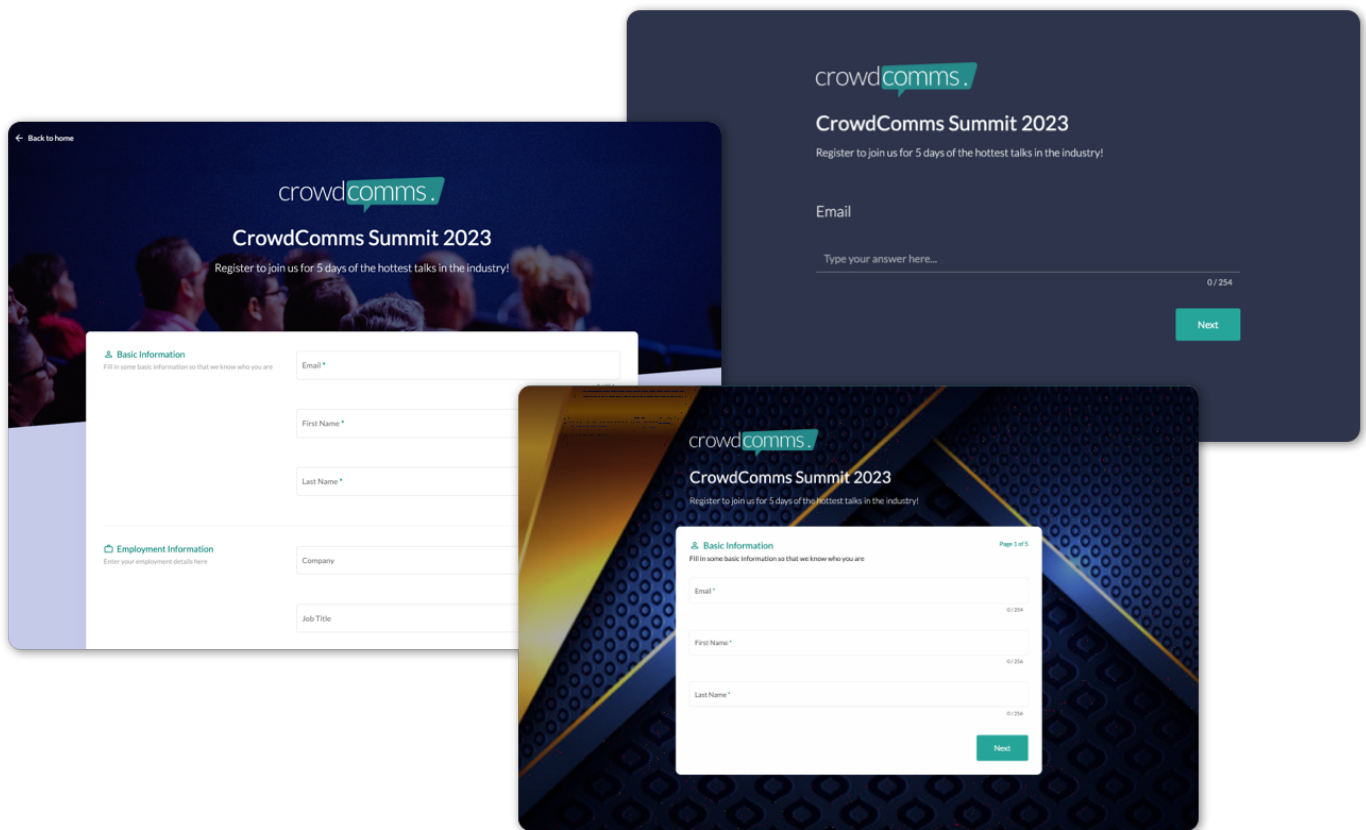 crowdcomms.
CrowdComms Summit 2023
Register to join us for 5 days of the hottest talks in the industry!
Email
Type your answer here...
0 / 254
Next
Back to home
crowdcomms.
CrowdComms Summit 2023
Register to join us for 5 days of the hottest talks in the industry!
Basic Information
Fill in some basic information so that we know who you are
Email *
First Name *
Last Name *
Employment Information
Enter your employment details here
Company
Job Title
crowdcomms.
CrowdComms Summit 2023
Register to join us for 5 days of the hottest talks in the industry!
Basic Information
Page 1 of 5
Fill in some basic information so that we know who you are
Email *
0 / 254
First Name *
0 / 256
Last Name *
0 / 256
Next